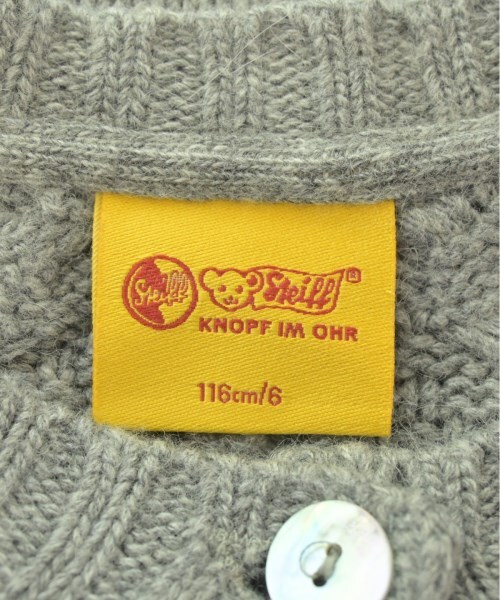 Steiff Steiff®
KNOPF IM OHR
116cm/6